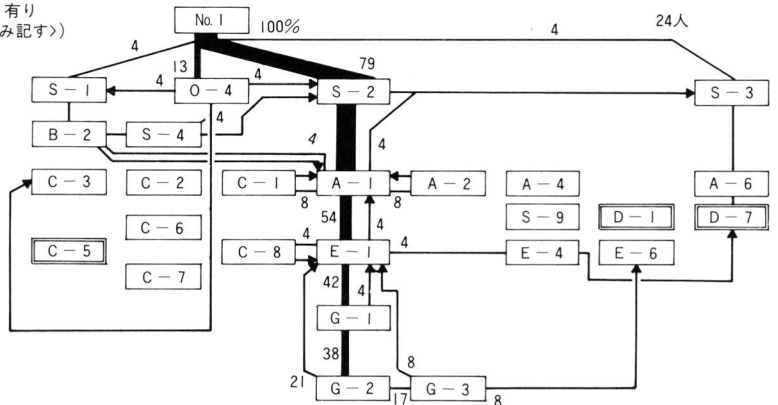 有り
み記す〉)
No. 1
100%
4
24人
4
13
4
4
79
S－1
O－4
S－2
S－3
4
B－2
S－4
4
4
C－3
C－2
C－1
A－1
A－2
A－4
A－6
8
8
54
4
S－9
D－1
D－7
C－6
C－5
4
C－8
E－1
4
E－4
E－6
C－7
42
4
G－1
38
8
21
G－2
17
G－3
8